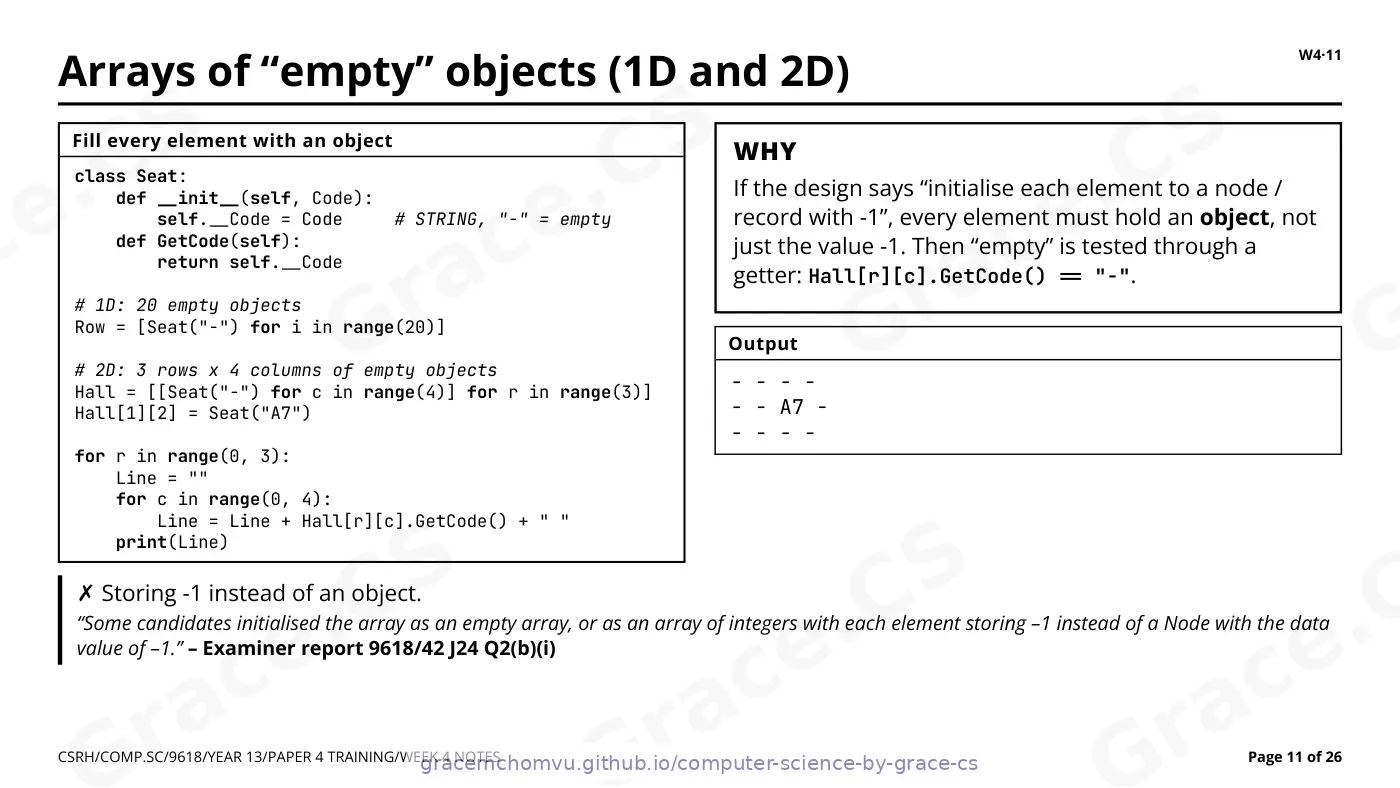 W4·11
Arrays of “empty” objects (1D and 2D)
Fill every element with an object
class Seat:
    def __init__(self, Code):
        self.__Code = Code     # STRING, "-" = empty
    def GetCode(self):
        return self.__Code
# 1D: 20 empty objects
Row = [Seat("-") for i in range(20)]
# 2D: 3 rows x 4 columns of empty objects
Hall = [[Seat("-") for c in range(4)] for r in range(3)]
Hall[1][2] = Seat("A7")
for r in range(0, 3):
    Line = ""
    for c in range(0, 4):
        Line = Line + Hall[r][c].GetCode() + " "
    print(Line)
WHY
If the design says “initialise each element to a node /
record with -1”, every element must hold an object, not
just the value -1. Then “empty” is tested through a
getter: Hall[r][c].GetCode() == "-".
Output
- - - -
- - A7 -
- - - -
✗ Storing -1 instead of an object.
“Some candidates initialised the array as an empty array, or as an array of integers with each element storing –1 instead of a Node with the data
value of –1.” – Examiner report 9618/42 J24 Q2(b)(i)
CSRH/COMP.SC/9618/YEAR 13/PAPER 4 TRAINING/WEEK 4 NOTES
gracemchomvu.github.io/computer-science-by-grace-cs
Page 11 of 26
Grace.CS